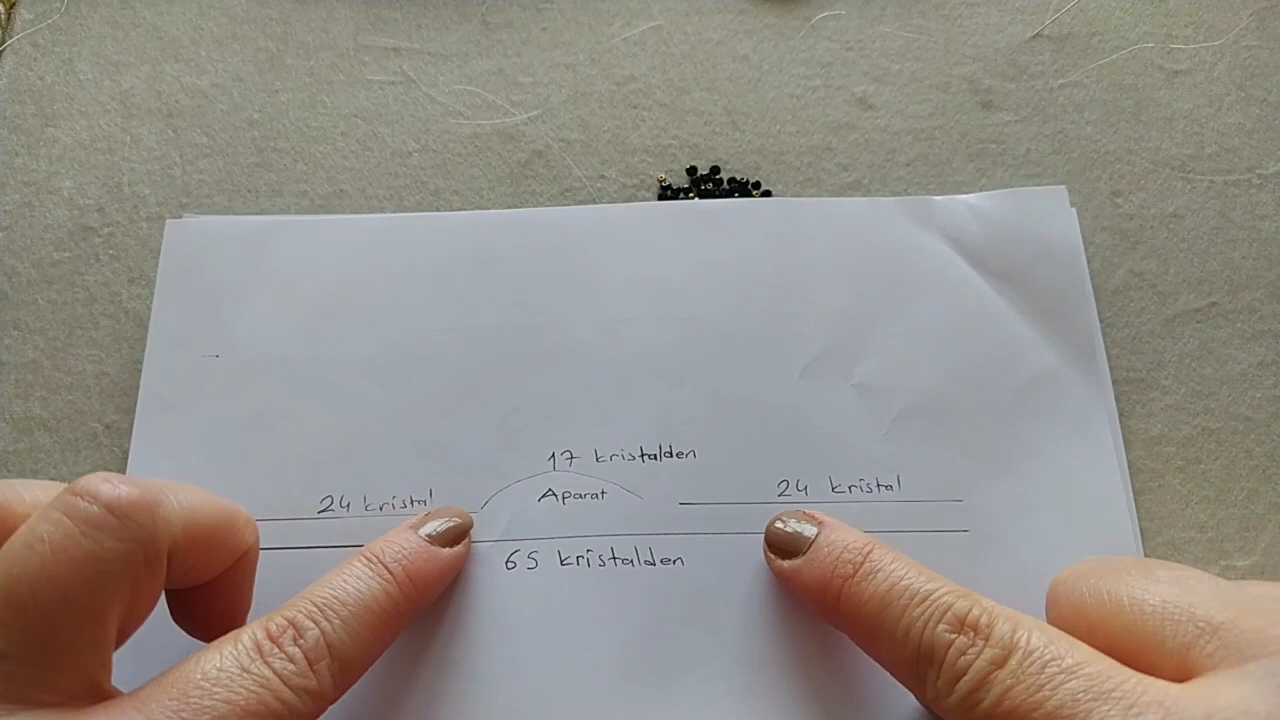 17 kristalden
24 kristal
Aparat
24 kristal
65 kristalden